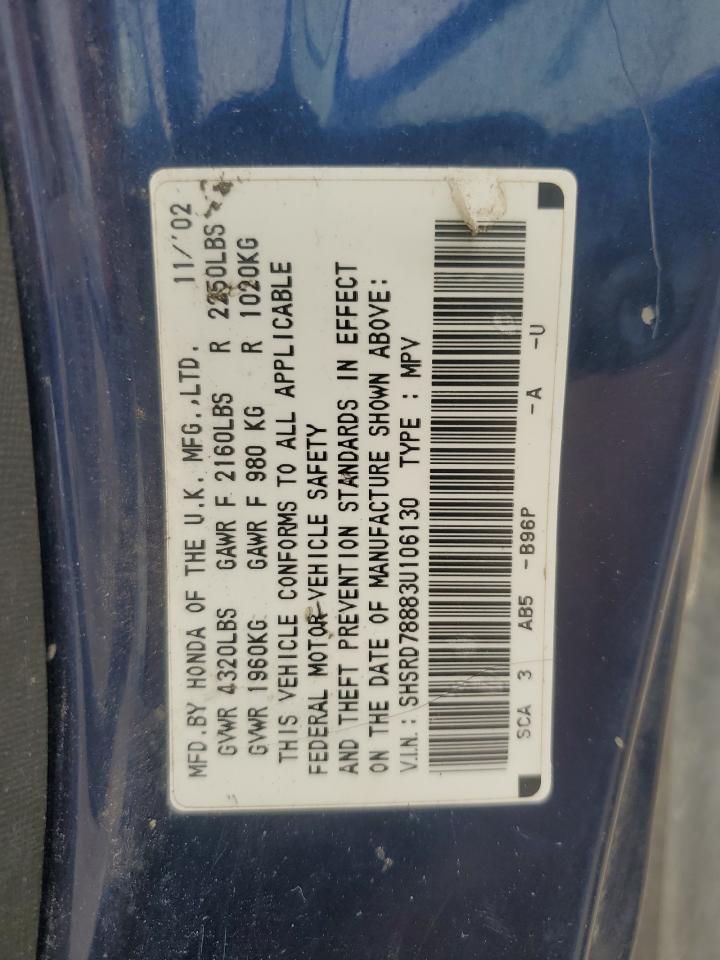 MFD.BY HONDA OF THE U.K. MFG.,LTD. 11/'02
GVWR 4320LBS GAWR F 2160LBS R 2250LBS
GVWR 1960KG GAWR F 980 KG R 1020KG
THIS VEHICLE CONFORMS TO ALL APPLICABLE
FEDERAL MOTOR VEHICLE SAFETY
AND THEFT PREVENTION STANDARDS IN EFFECT
ON THE DATE OF MANUFACTURE SHOWN ABOVE:
V.I.N.: SHSRD78883U106130 TYPE : MPV
SCA 3 AB5 -B96P -A -U